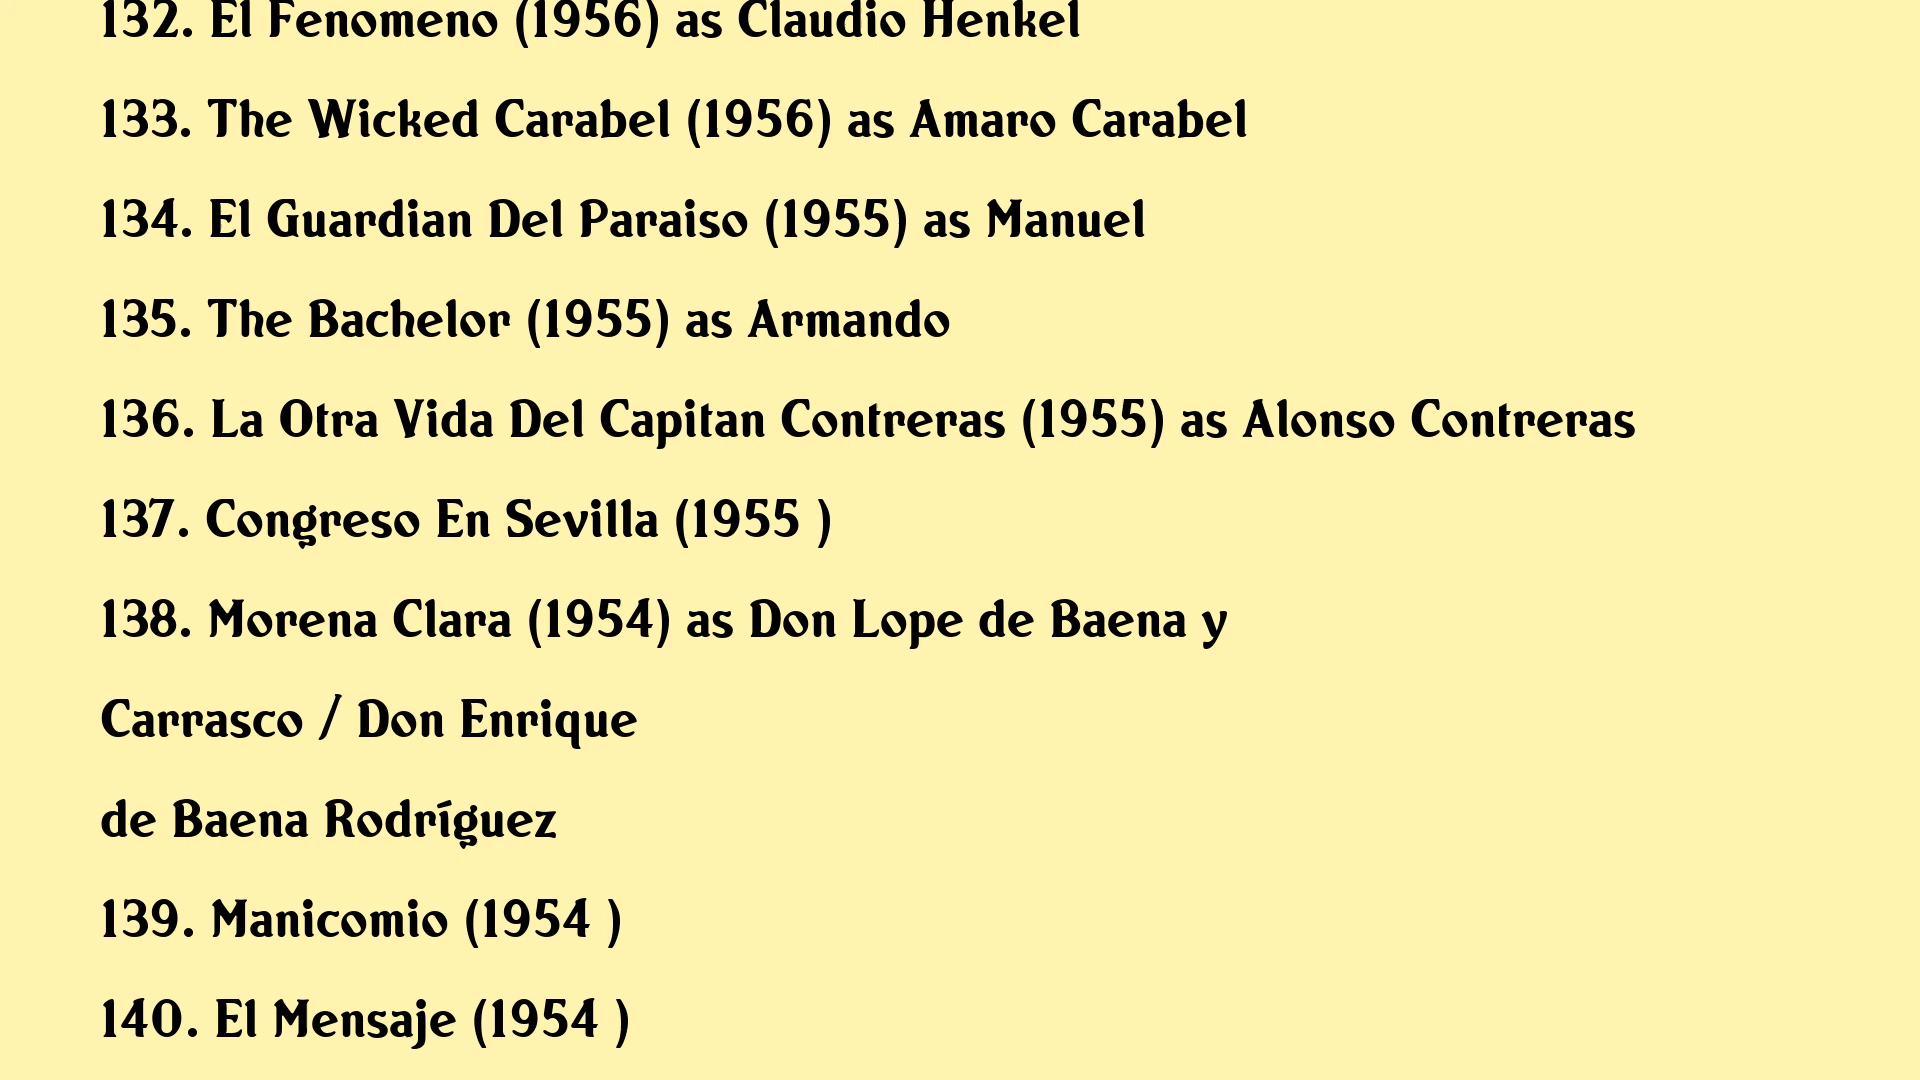 132. El Fenomeno (1956) as Claudio Henkel
133. The Wicked Carabel (1956) as Amaro Carabel
134. El Guardian Del Paraiso (1955) as Manuel
135. The Bachelor (1955) as Armando
136. La Otra Vida Del Capitan Contreras (1955) as Alonso Contreras
137. Congreso En Sevilla (1955 )
138. Morena Clara (1954) as Don Lope de Baena y
Carrasco / Don Enrique
de Baena Rodríguez
139. Manicomio (1954 )
140. El Mensaje (1954 )